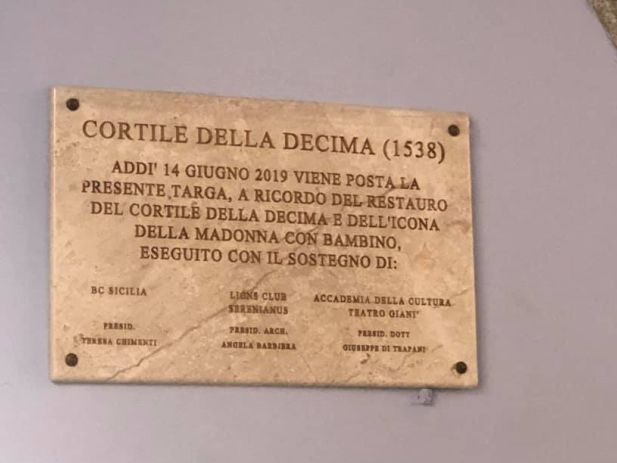 CORTILE DELLA DECIMA (1538)
ADDI' 14 GIUGNO 2019 VIENE POSTA LA
PRESENTE TARGA, A RICORDO DEL RESTAURO
DEL CORTILE DELLA DECIMA E DELL'ICONA
DELLA MADONNA CON BAMBINO,
ESEGUITO CON IL SOSTEGNO DI:
BC SICILIA
PRESID.
TERESA CHIMENTI
LIONS CLUB
SERENIANUS
PRESID. ARCH.
ANGELA BARBIERA
ACCADEMIA DELLA CULTURA
TEATRO GIANI'
PRESID. DOTT
GIUSEPPE DI TRAPANI